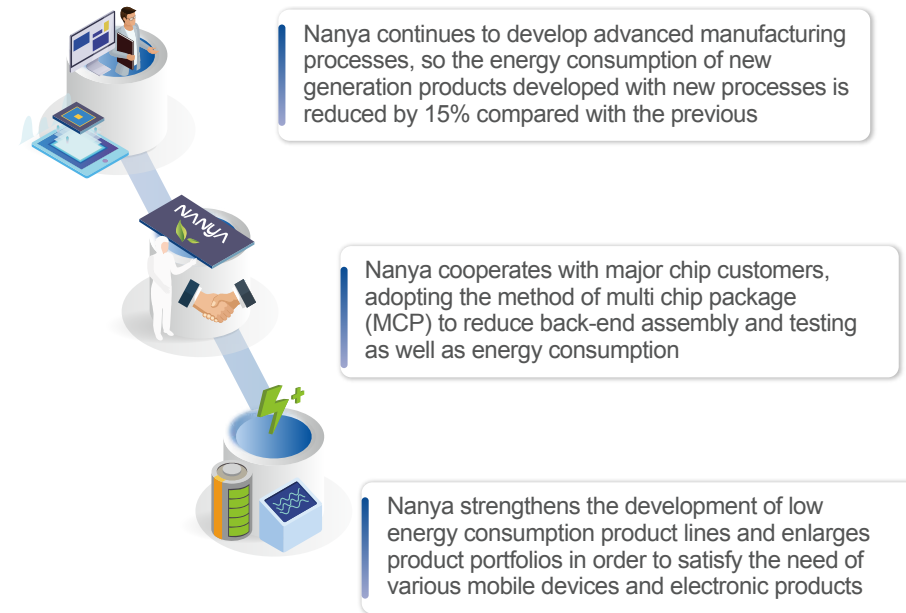 Nanya continues to develop advanced manufacturing
processes, so the energy consumption of new
generation products developed with new processes is
reduced by 15% compared with the previous
NANYA
Nanya cooperates with major chip customers,
adopting the method of multi chip package
(MCP) to reduce back-end assembly and testing
as well as energy consumption
Nanya strengthens the development of low
energy consumption product lines and enlarges
product portfolios in order to satisfy the need of
various mobile devices and electronic products